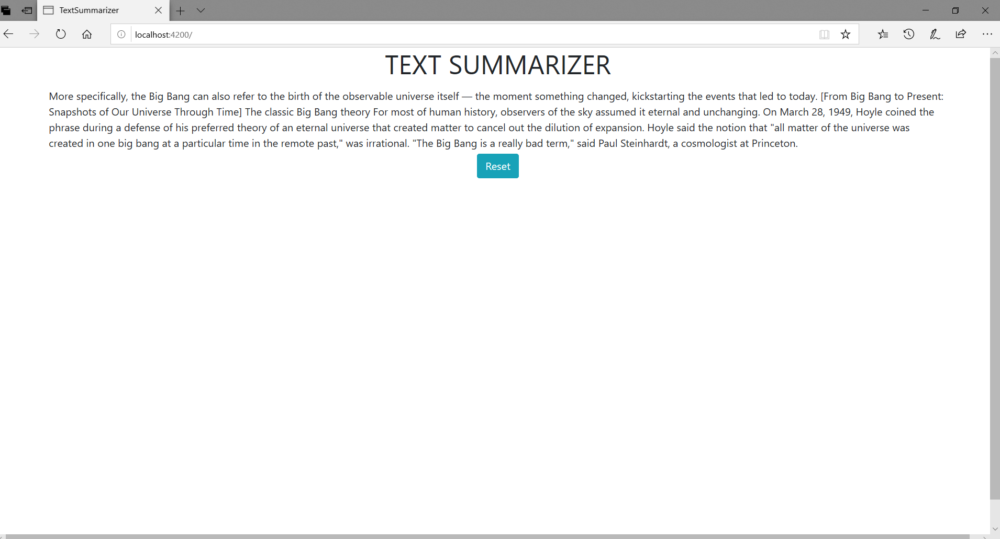 TextSummarizer
localhost:4200/
TEXT SUMMARIZER
More specifically, the Big Bang can also refer to the birth of the observable universe itself — the moment something changed, kickstarting the events that led to today. [From Big Bang to Present:
Snapshots of Our Universe Through Time] The classic Big Bang theory For most of human history, observers of the sky assumed it eternal and unchanging. On March 28, 1949, Hoyle coined the
phrase during a defense of his preferred theory of an eternal universe that created matter to cancel out the dilution of expansion. Hoyle said the notion that "all matter of the universe was
created in one big bang at a particular time in the remote past," was irrational. "The Big Bang is a really bad term," said Paul Steinhardt, a cosmologist at Princeton.
Reset